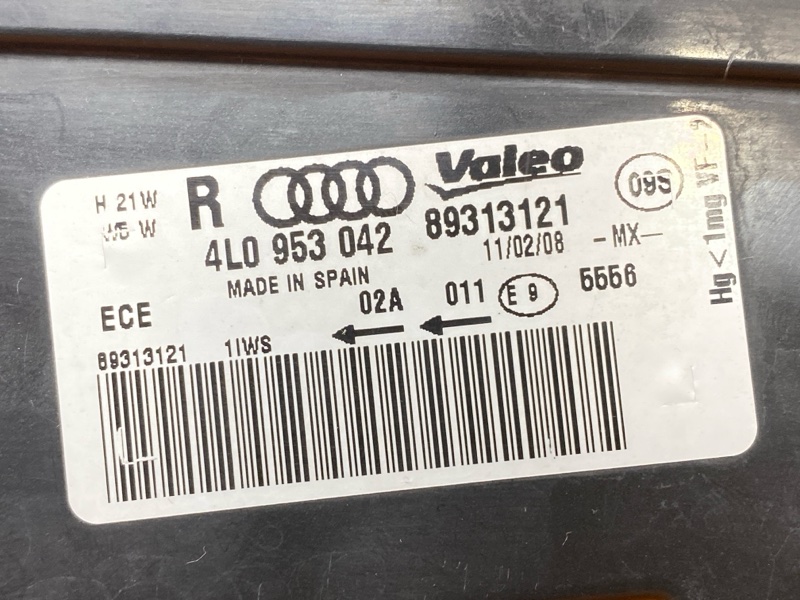 H 21W R Valeo 09S
W5 W 4L0 953 042 89313121
MADE IN SPAIN 11/02/08 -MX-
ECE 02A 011 E 9 5556
89313121 1IWS
Hg < 1mg